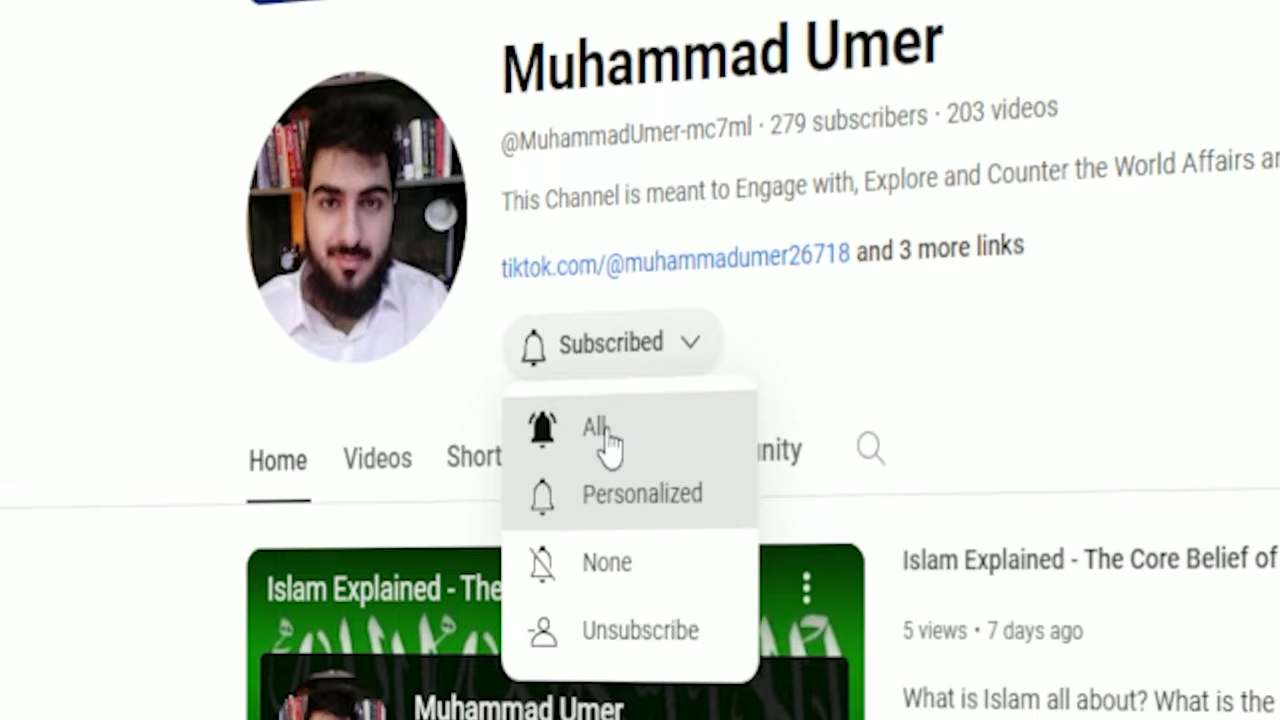 Muhammad Umer
@MuhammadUmer-mc7ml · 279 subscribers · 203 videos
This Channel is meant to Engage with, Explore and Counter the World Affairs
tiktok.com/@muhammadumer26718 and 3 more links
Subscribed
All
Personalized
None
Unsubscribe
Home Videos
Islam Explained - The
Muhammad Umer
Islam Explained - The Core Belief of
5 views • 7 days ago
What is Islam all about? What is the